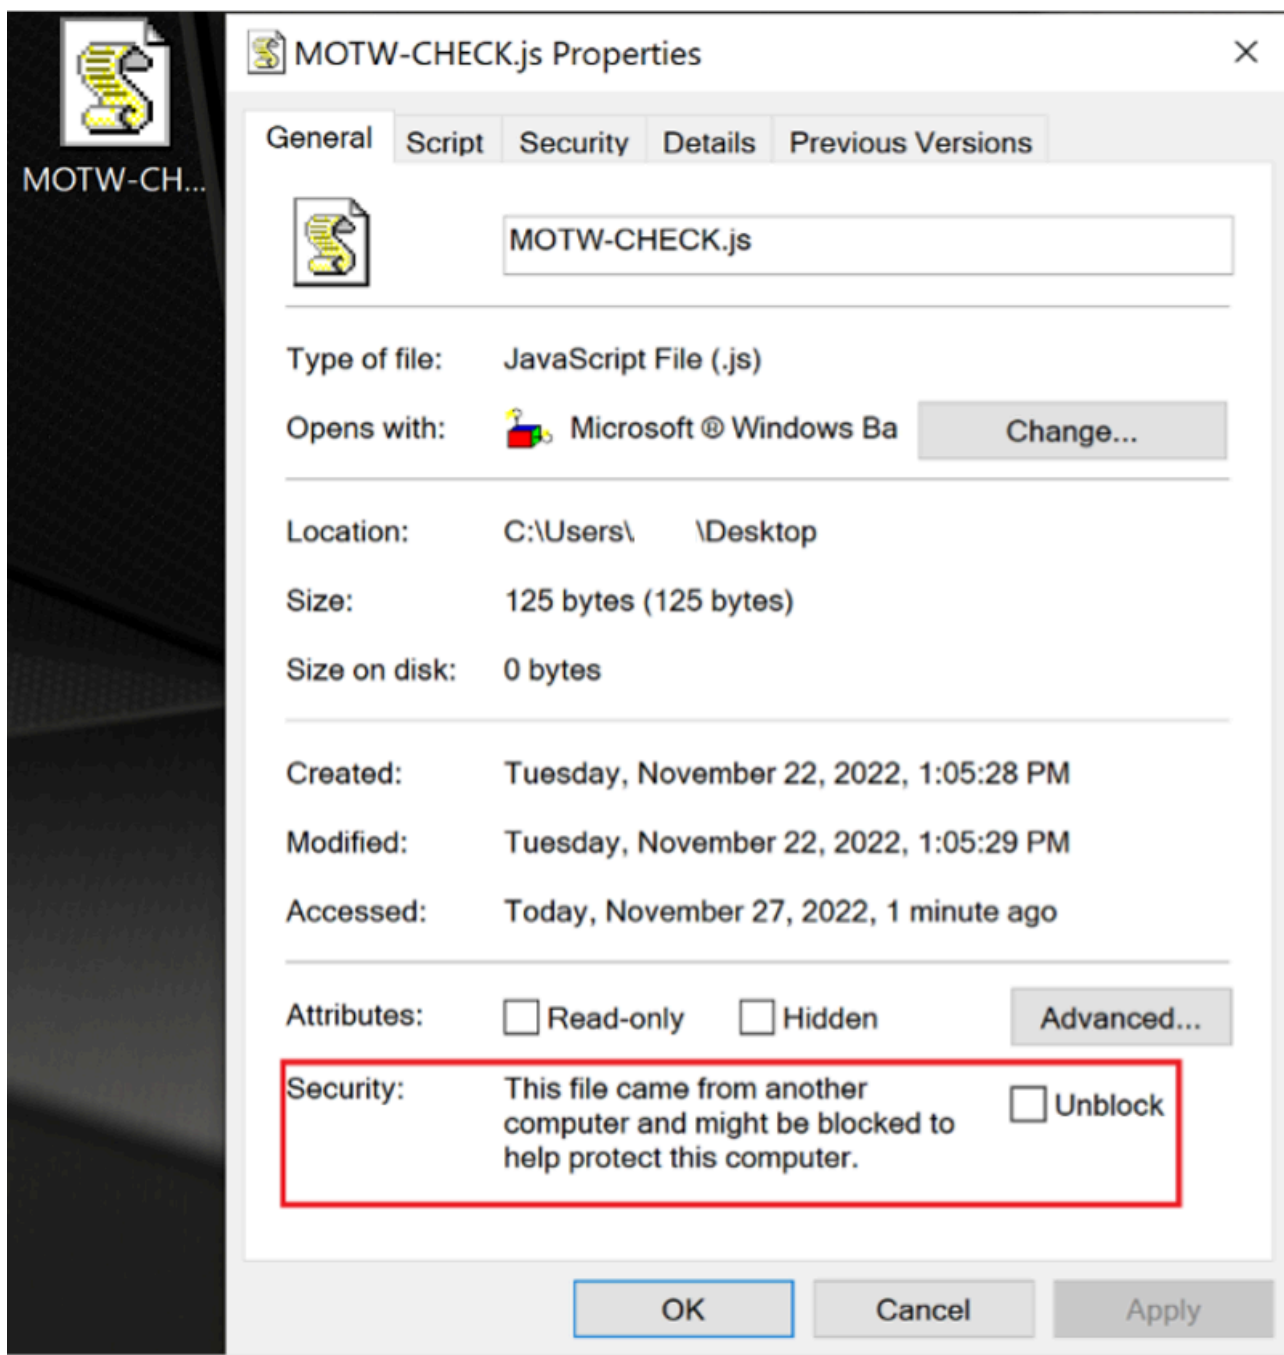 MOTW-CH...
MOTW-CHECK.js Properties
General Script Security Details Previous Versions
MOTW-CHECK.js
Type of file: JavaScript File (.js)
Opens with: Microsoft ® Windows Ba Change...
Location: C:\Users\ \Desktop
Size: 125 bytes (125 bytes)
Size on disk: 0 bytes
Created: Tuesday, November 22, 2022, 1:05:28 PM
Modified: Tuesday, November 22, 2022, 1:05:29 PM
Accessed: Today, November 27, 2022, 1 minute ago
Attributes: Read-only Hidden Advanced...
Security: This file came from another
computer and might be blocked to
help protect this computer.
Unblock
OK Cancel Apply